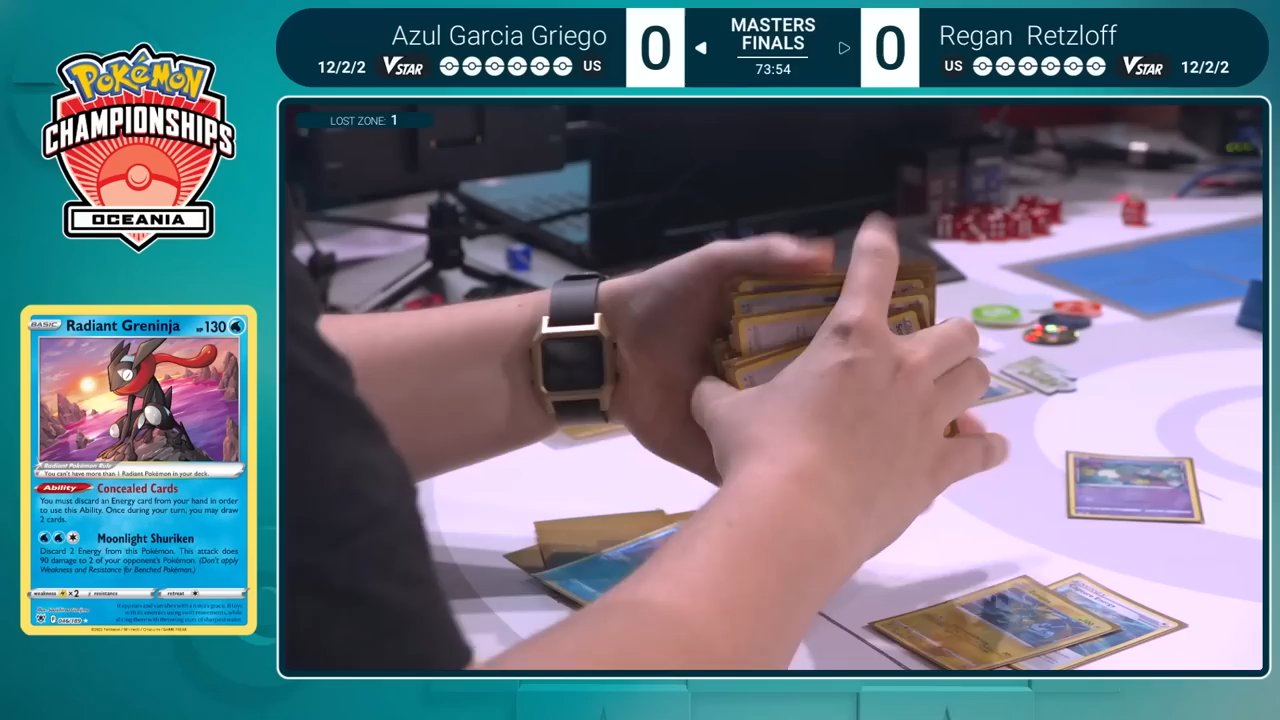 Azul Garcia Griego
0
MASTERS
FINALS
73:54
0
Regan Retzloff
12/2/2
VSTAR
US
US
VSTAR
12/2/2
Pokémon
CHAMPIONSHIPS
OCEANIA
LOST ZONE: 1
BASIC
Radiant Greninja
HP 130
Radiant Pokémon Rule
You can't have more than 1 Radiant Pokémon in your deck.
Ability
Concealed Cards
You must discard an Energy card from your hand in order
to use this Ability. Once during your turn, you may draw
2 cards.
Moonlight Shuriken
Discard 2 Energy from this Pokémon. This attack does
90 damage to 2 of your opponent's Pokémon. (Don't apply
Weakness and Resistance for Benched Pokémon.)
weakness ×2 resistance retreat
046/189